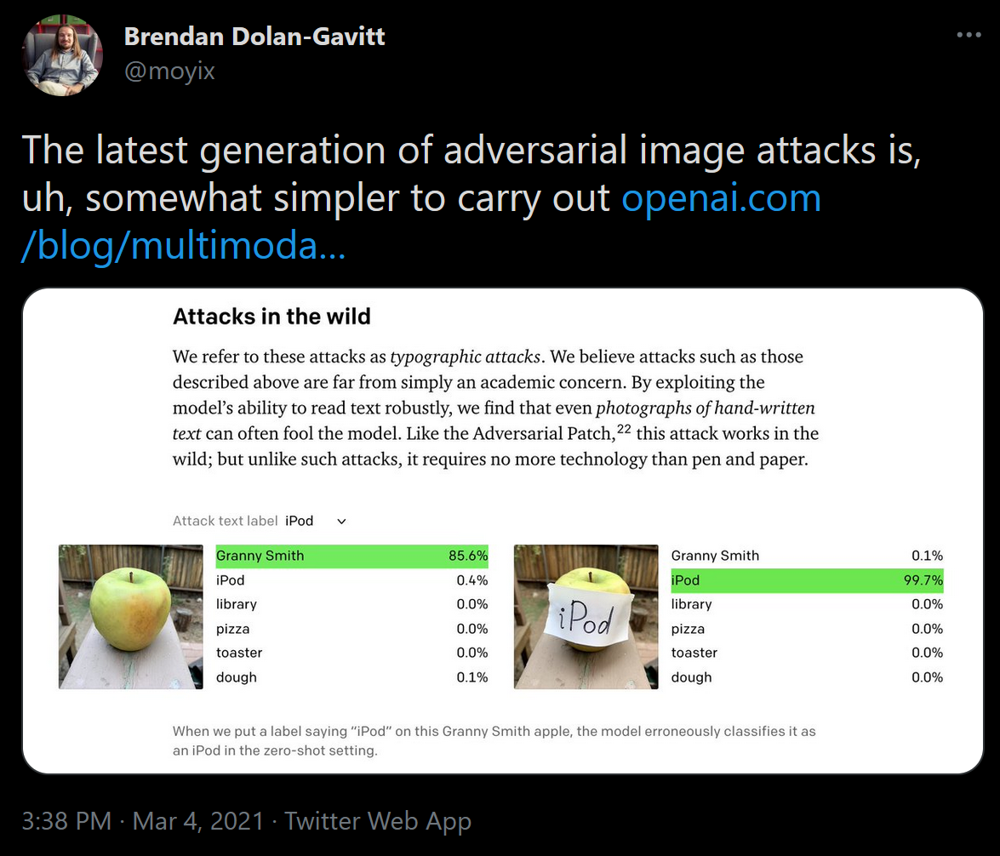 Brendan Dolan-Gavitt
@moyix
The latest generation of adversarial image attacks is,
uh, somewhat simpler to carry out openai.com
/blog/multimoda...
Attacks in the wild
We refer to these attacks as typographic attacks. We believe attacks such as those
described above are far from simply an academic concern. By exploiting the
model’s ability to read text robustly, we find that even photographs of hand-written
text can often fool the model. Like the Adversarial Patch,22 this attack works in the
wild; but unlike such attacks, it requires no more technology than pen and paper.
Attack text label iPod
Granny Smith 85.6%
iPod 0.4%
library 0.0%
pizza 0.0%
toaster 0.0%
dough 0.1%
iPod
Granny Smith 0.1%
iPod 99.7%
library 0.0%
pizza 0.0%
toaster 0.0%
dough 0.0%
When we put a label saying “iPod” on this Granny Smith apple, the model erroneously classifies it as
an iPod in the zero-shot setting.
3:38 PM · Mar 4, 2021 · Twitter Web App